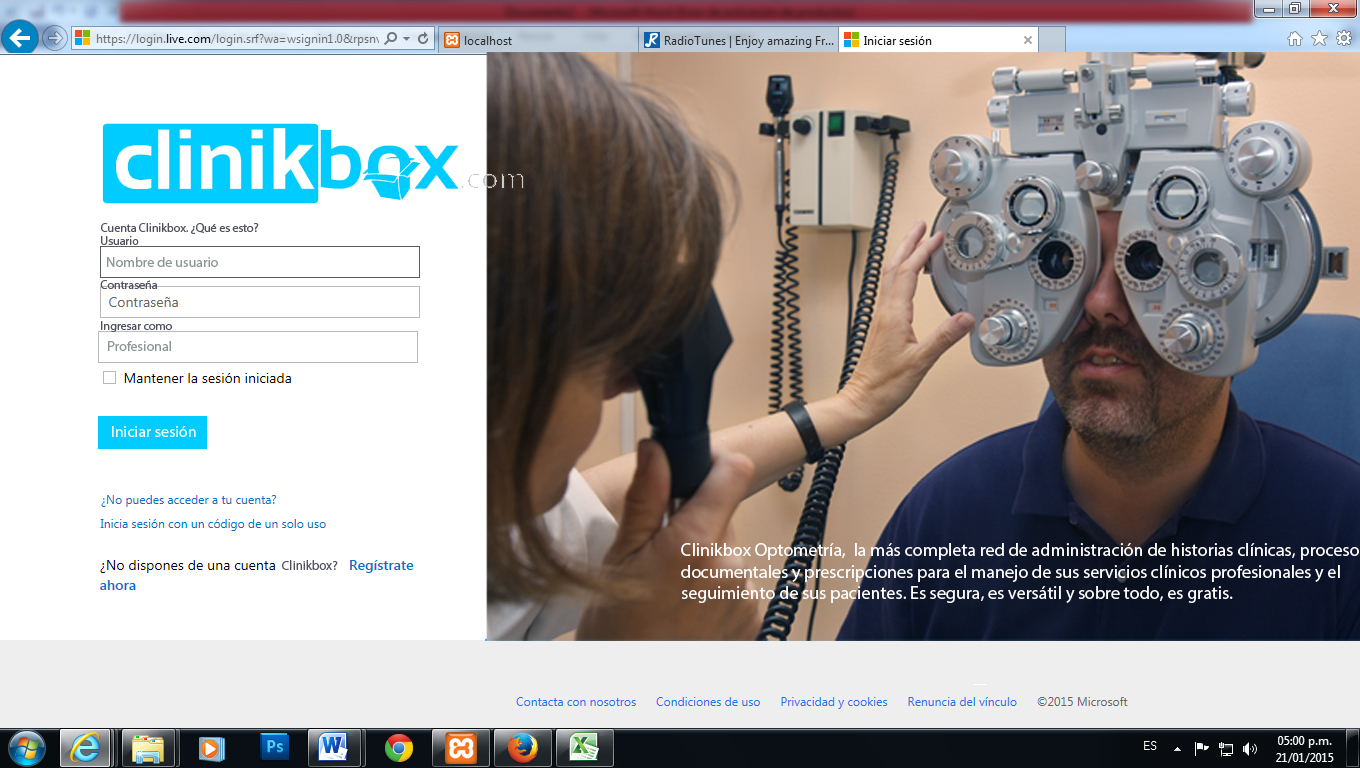 https://login.live.com/login.srf?wa=wsignin1.0&rpsnv
localhost
RadioTunes | Enjoy amazing Fr...
Iniciar sesión
clinikbox.com
Cuenta Clinikbox. ¿Qué es esto?
Usuario
Nombre de usuario
Contraseña
Contraseña
Ingresar como
Profesional
Mantener la sesión iniciada
Iniciar sesión
¿No puedes acceder a tu cuenta?
Inicia sesión con un código de un solo uso
¿No dispones de una cuenta Clinikbox? Regístrate
ahora
Clinikbox Optometría, la más completa red de administración de historias clínicas, proceso
documentales y prescripciones para el manejo de sus servicios clínicos profesionales y el
seguimiento de sus pacientes. Es segura, es versátil y sobre todo, es gratis.
Contacta con nosotros Condiciones de uso Privacidad y cookies Renuncia del vínculo ©2015 Microsoft
Ps
ES
05:00 p.m.
21/01/2015